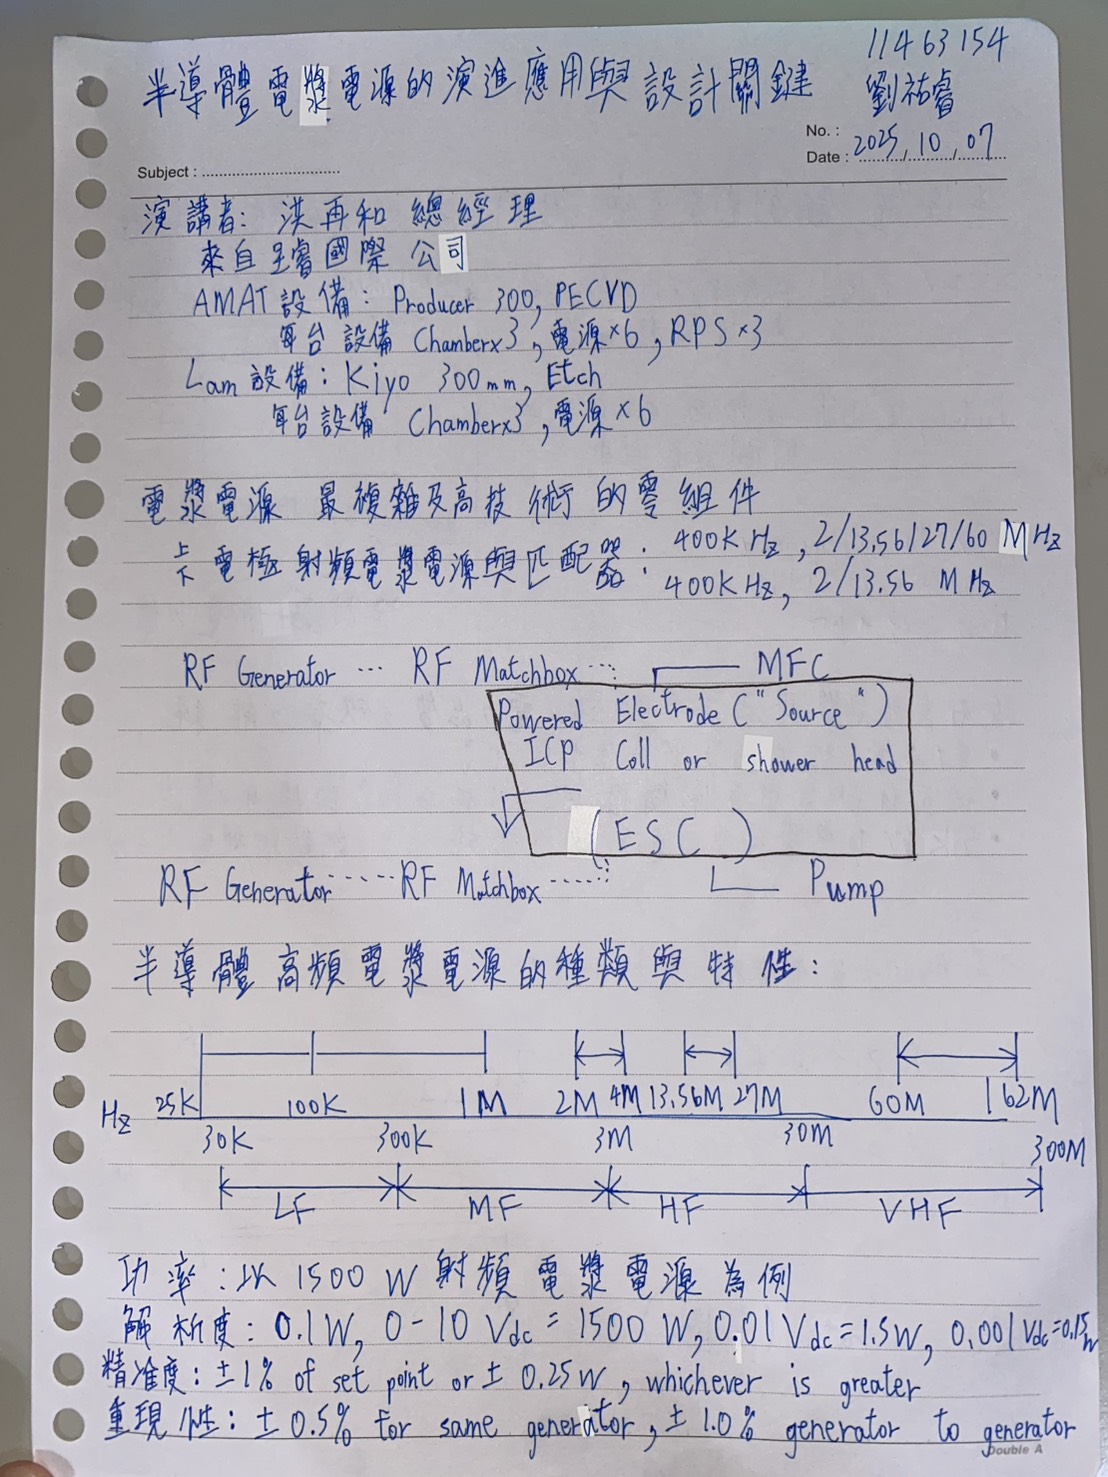 11463154
半導體電漿電源的演進應用與設計關鍵 劉祐睿
No. :
Date : 2025, 10, 07
Subject :
演講者: 洪再和 總經理
來自呈睿國際公司
AMAT設備: Producer 300, PECVD
每台設備 Chamber×3, 電源×6, RPS×3
Lam設備: Kiyo 300mm, Etch
每台設備 Chamber×3, 電源×6
電漿電源 最複雜及高技術的零組件
上下電極射頻電漿電源與匹配器: 400KHz, 2/13.56/27/60 MHz
400KHz, 2/13.56 MHz
RF Generator ... RF Matchbox ... MFC
Powered Electrode ("Source")
ICP Coll or shower head
(ESC)
RF Generator ..... RF Matchbox ...... Pump
半導體高頻電漿電源的種類與特性:
Hz 25K 100K 1M 2M 4M 13.56M 27M 60M 162M
30K 300K 3M 30M 300M
LF MF HF VHF
功率: 以1500W射頻電漿電源為例
解析度: 0.1W, 0-10 Vdc = 1500 W, 0.01 Vdc = 1.5W, 0.001 Vdc = 0.15W
精准度: ±1% of set point or ± 0.25W, whichever is greater
重現性: ±0.5% for same generator, ±1.0% generator to generator
Double A